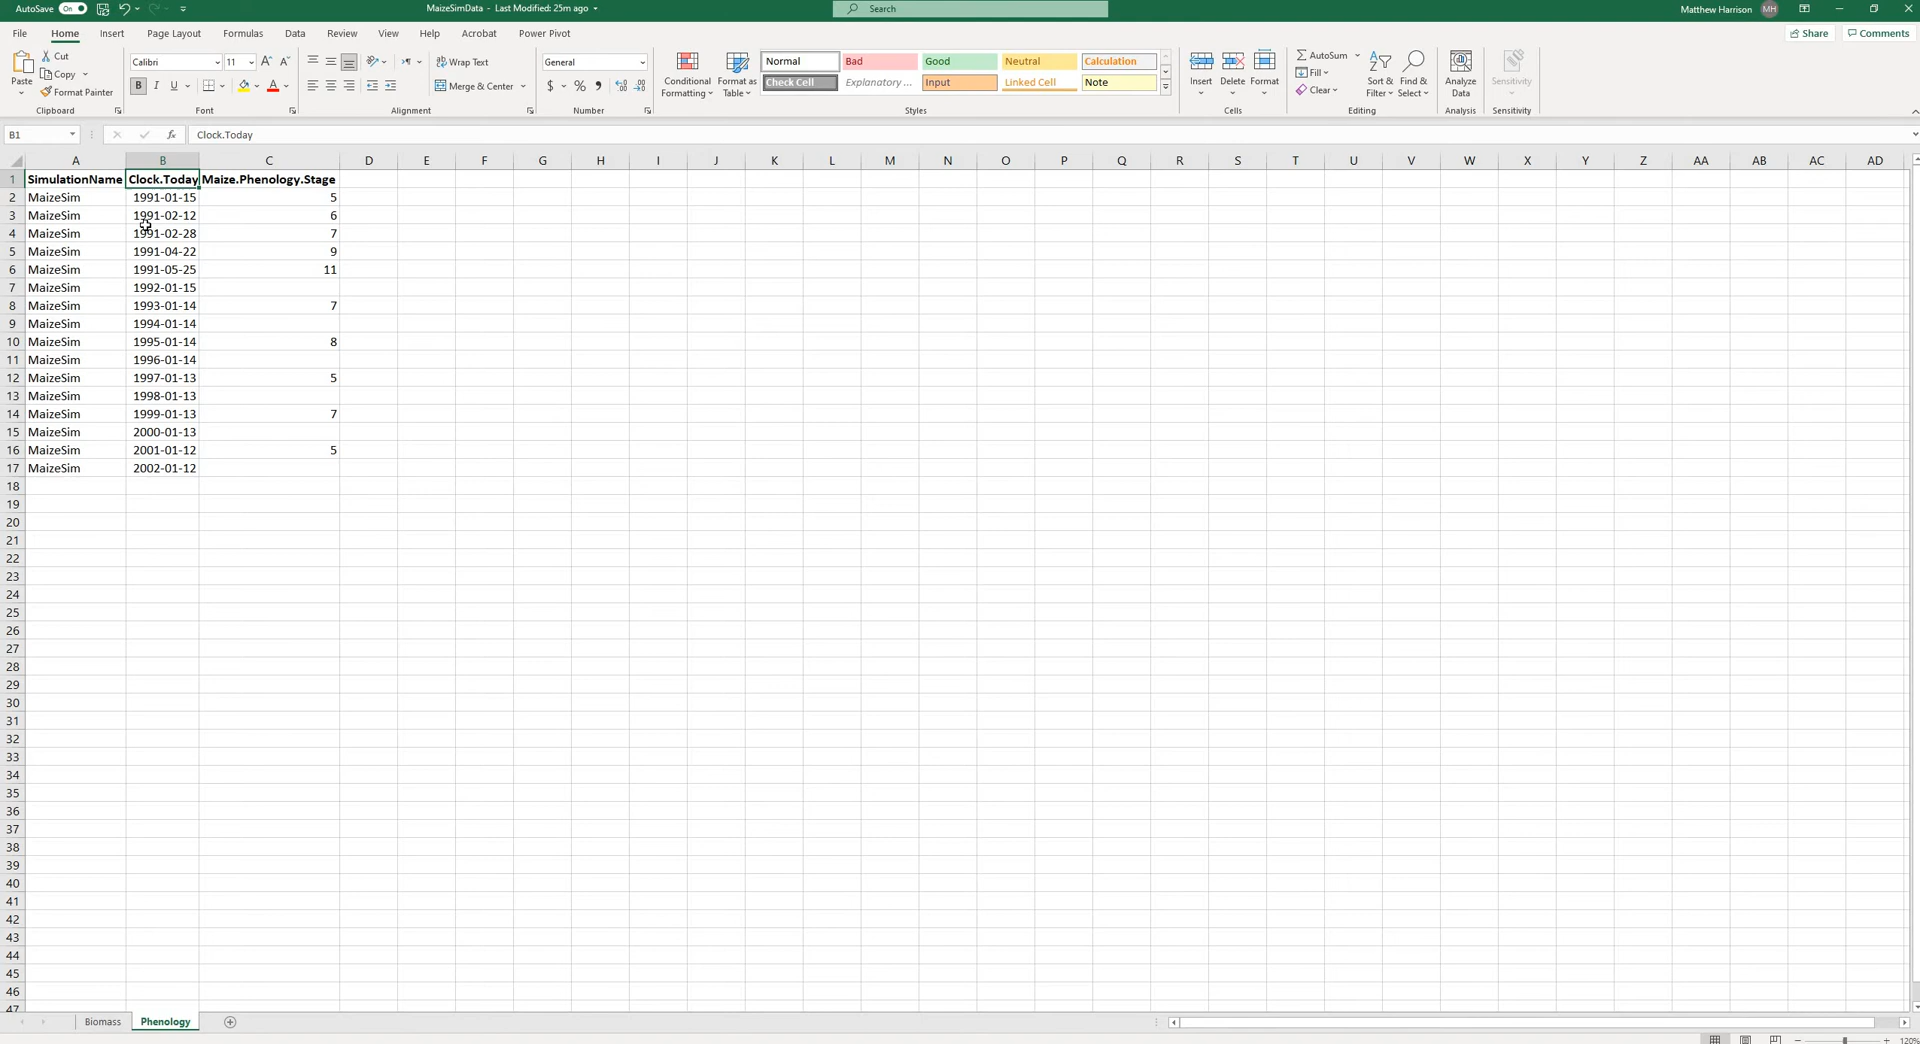 AutoSave On MaizeSimData - Last Modified: 25m ago Search Matthew Harrison MH
File Home Insert Page Layout Formulas Data Review View Help Acrobat Power Pivot Share Comments
Paste Cut Copy Format Painter Clipboard
Calibri 11 A A B I U A Font
Wrap Text Merge & Center Alignment
General $ % Number
Conditional Formatting Format as Table Normal Bad Good Neutral Calculation
Check Cell Explanatory ... Input Linked Cell Note Styles
Insert Delete Format Cells
AutoSum Fill Clear Sort & Filter Find & Select Editing
Analyze Data Analysis
Sensitivity Sensitivity
B1 fx Clock.Today
A B C D E F G H I J K L M N O P Q R S T U V W X Y Z AA AB AC AD
1 SimulationName Clock.Today Maize.Phenology.Stage
2 MaizeSim 1991-01-15 5
3 MaizeSim 1991-02-12 6
4 MaizeSim 1991-02-28 7
5 MaizeSim 1991-04-22 9
6 MaizeSim 1991-05-25 11
7 MaizeSim 1992-01-15
8 MaizeSim 1993-01-14 7
9 MaizeSim 1994-01-14
10 MaizeSim 1995-01-14 8
11 MaizeSim 1996-01-14
12 MaizeSim 1997-01-13 5
13 MaizeSim 1998-01-13
14 MaizeSim 1999-01-13 7
15 MaizeSim 2000-01-13
16 MaizeSim 2001-01-12 5
17 MaizeSim 2002-01-12
18
19
20
21
22
23
24
25
26
27
28
29
30
31
32
33
34
35
36
37
38
39
40
41
42
43
44
45
46
47
Biomass Phenology
120%